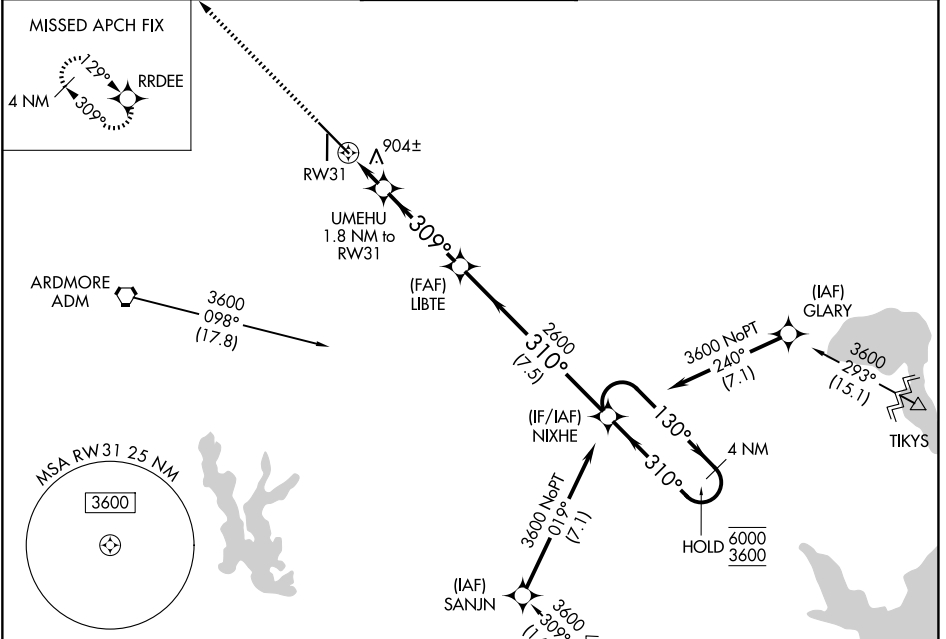 MISSED APCH FIX
129°
RRDEE
4 NM
309°
904±
RW31
UMEHU
1.8 NM to
RW31
309°
(FAF)
LIBTE
ARDMORE
ADM
3600
098°
(17.8)
(IAF)
GLARY
3600 NoPT
240°
(7.1)
3600
293°
(15.1)
TIKYS
2600
310°
(7.5)
(IF/IAF)
NIXHE
130°
4 NM
310°
HOLD
6000
3600
MSA RW31 25 NM
3600
3600 NoPT
019°
(7.1)
(IAF)
SANJN
3600
309°